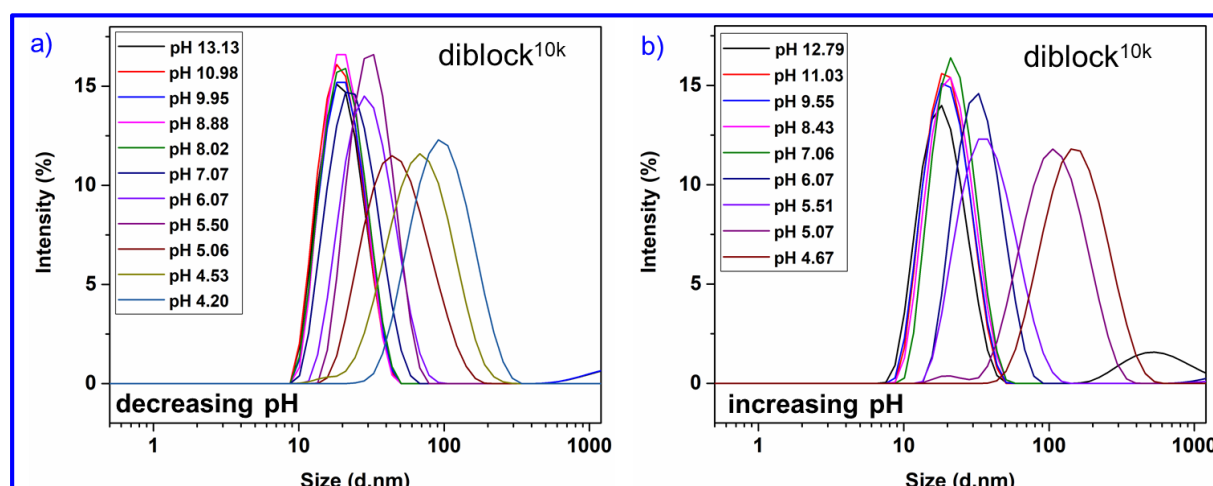 a)
diblock10k
pH 13.13
pH 10.98
pH 9.95
pH 8.88
pH 8.02
pH 7.07
pH 6.07
pH 5.50
pH 5.06
pH 4.53
pH 4.20
Intensity (%)
15
10
5
0
decreasing pH
1
10
100
1000
Size (d.nm)
b)
diblock10k
pH 12.79
pH 11.03
pH 9.55
pH 8.43
pH 7.06
pH 6.07
pH 5.51
pH 5.07
pH 4.67
Intensity (%)
15
10
5
0
increasing pH
1
10
100
1000
Size (d.nm)